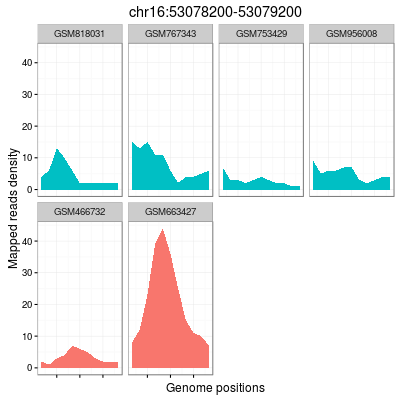 chr16:53078200-53079200
GSM818031 GSM767343 GSM753429 GSM956008
40
30
20
10
0
Mapped reads density
GSM466732 GSM663427
40
30
20
10
0
Genome positions